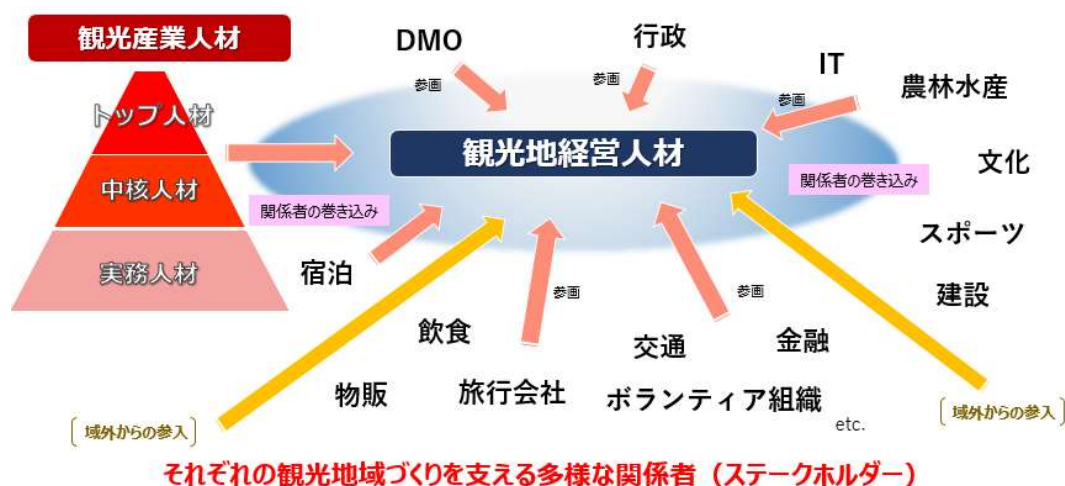 観光産業人材
トップ人材
中核人材
実務人材
DMO
行政
IT
農林水産
文化
スポーツ
建設
参画
参画
参画
観光地経営人材
関係者の巻き込み
関係者の巻き込み
宿泊
飲食
物販
旅行会社
参画
交通
参画
金融
ボランティア組織
etc.
〔域外からの参入〕
〔域外からの参入〕
それぞれの観光地域づくりを支える多様な関係者(ステークホルダー)